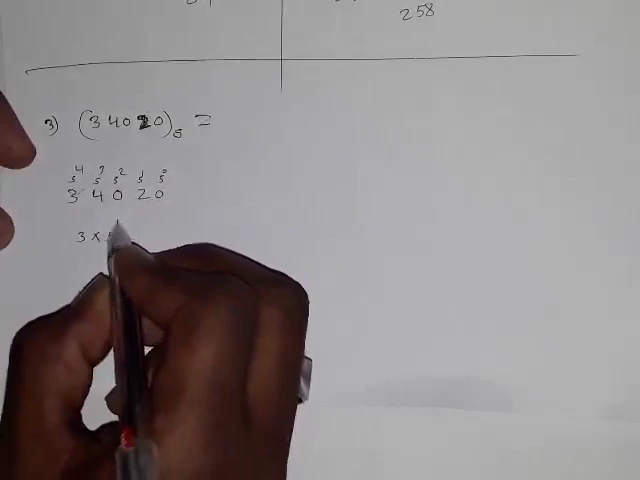 258
3) (34020)₅ =
5⁴ 5³ 5² 5¹ 5⁰
3 4 0 2 0
3 ×